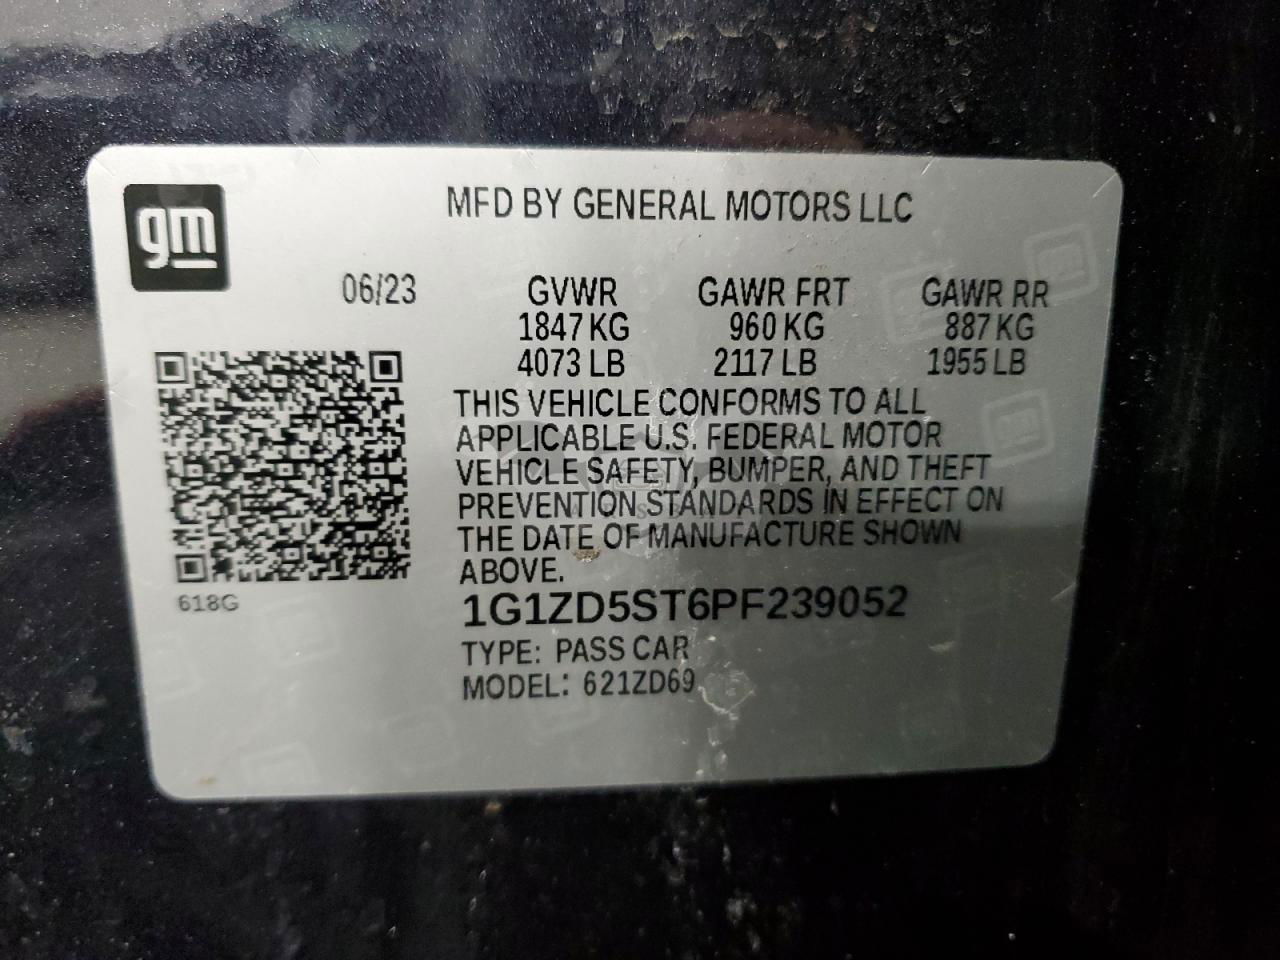 gm
MFD BY GENERAL MOTORS LLC
06/23 GVWR GAWR FRT GAWR RR
1847 KG 960 KG 887 KG
4073 LB 2117 LB 1955 LB
THIS VEHICLE CONFORMS TO ALL
APPLICABLE U.S. FEDERAL MOTOR
VEHICLE SAFETY, BUMPER, AND THEFT
PREVENTION STANDARDS IN EFFECT ON
THE DATE OF MANUFACTURE SHOWN
ABOVE.
618G
1G1ZD5ST6PF239052
TYPE: PASS CAR
MODEL: 621ZD69